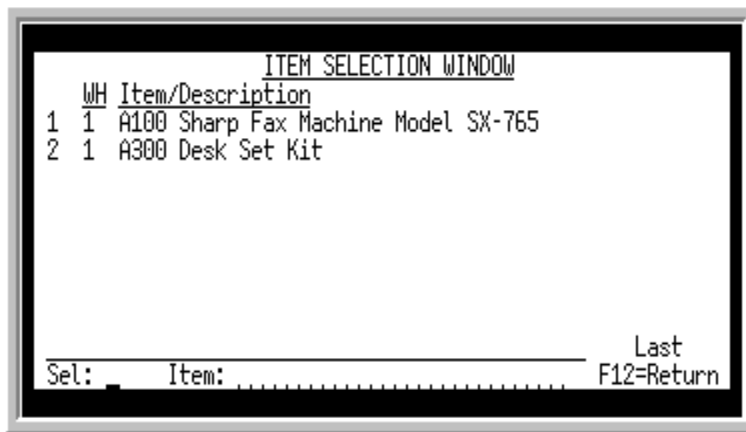 ITEM SELECTION WINDOW
WH Item/Description
1 1 A100 Sharp Fax Machine Model SX-765
2 1 A300 Desk Set Kit
Last
Sel: Item: F12=Return